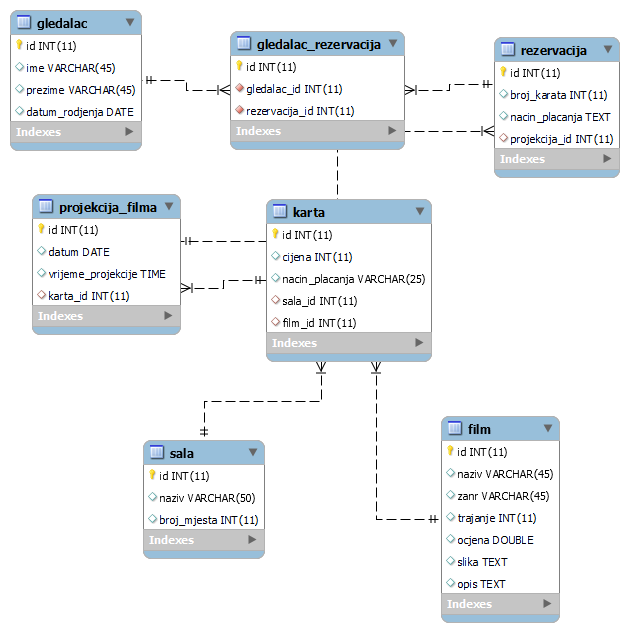 gledalac
id INT(11)
ime VARCHAR(45)
prezime VARCHAR(45)
datum_rodjenja DATE
Indexes
gledalac_rezervacija
id INT(11)
gledalac_id INT(11)
rezervacija_id INT(11)
Indexes
rezervacija
id INT(11)
broj_karata INT(11)
nacin_placanja TEXT
projekcija_id INT(11)
Indexes
projekcija_filma
id INT(11)
datum DATE
vrijeme_projekcije TIME
karta_id INT(11)
Indexes
karta
id INT(11)
cijena INT(11)
nacin_placanja VARCHAR(25)
sala_id INT(11)
film_id INT(11)
Indexes
sala
id INT(11)
naziv VARCHAR(50)
broj_mjesta INT(11)
Indexes
film
id INT(11)
naziv VARCHAR(45)
zanr VARCHAR(45)
trajanje INT(11)
ocjena DOUBLE
slika TEXT
opis TEXT
Indexes